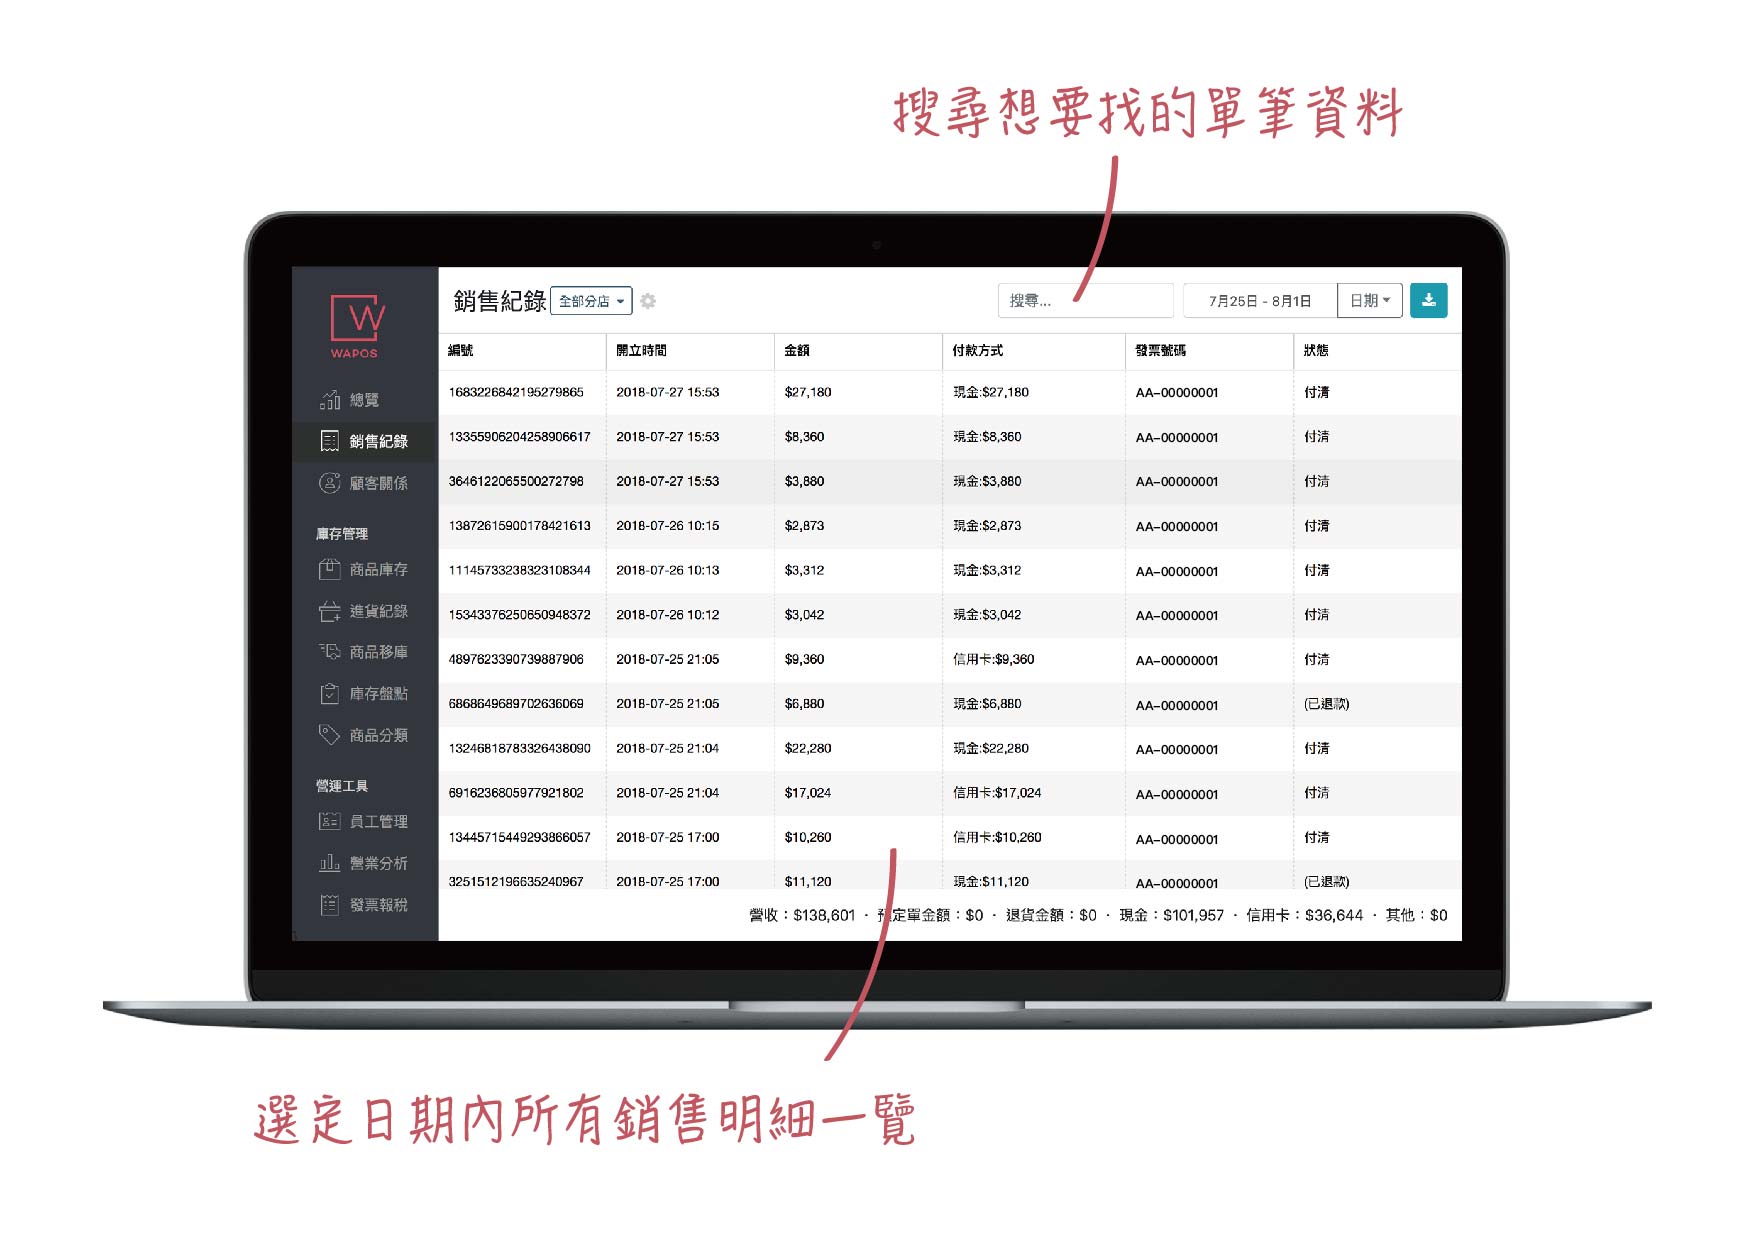 搜尋想要找的單筆資料
WAPOS
總覽
銷售紀錄
顧客關係
庫存管理
商品庫存
進貨紀錄
商品移庫
庫存盤點
商品分類
營運工具
員工管理
營業分析
發票報稅
銷售紀錄 全部分店 搜尋... 7月25日 - 8月1日 日期
編號 開立時間 金額 付款方式 發票號碼 狀態
1683226842195279865 2018-07-27 15:53 $27,180 現金:$27,180 AA-00000001 付清
13355906204258906617 2018-07-27 15:53 $8,360 現金:$8,360 AA-00000001 付清
3646122065500272798 2018-07-27 15:53 $3,880 現金:$3,880 AA-00000001 付清
13872615900178421613 2018-07-26 10:15 $2,873 現金:$2,873 AA-00000001 付清
11145733238323108344 2018-07-26 10:13 $3,312 現金:$3,312 AA-00000001 付清
15343376250650948372 2018-07-26 10:12 $3,042 現金:$3,042 AA-00000001 付清
4897623390739887906 2018-07-25 21:05 $9,360 信用卡:$9,360 AA-00000001 付清
6868649689702636069 2018-07-25 21:05 $6,880 現金:$6,880 AA-00000001 (已退款)
13246818783326438090 2018-07-25 21:04 $22,280 現金:$22,280 AA-00000001 付清
6916236805977921802 2018-07-25 21:04 $17,024 信用卡:$17,024 AA-00000001 付清
13445715449293866057 2018-07-25 17:00 $10,260 信用卡:$10,260 AA-00000001 付清
3251512196635240967 2018-07-25 17:00 $11,120 現金:$11,120 AA-00000001 (已退款)
營收：$138,601 · 預定單金額：$0 · 退貨金額：$0 · 現金：$101,957 · 信用卡：$36,644 · 其他：$0
選定日期內所有銷售明細一覽